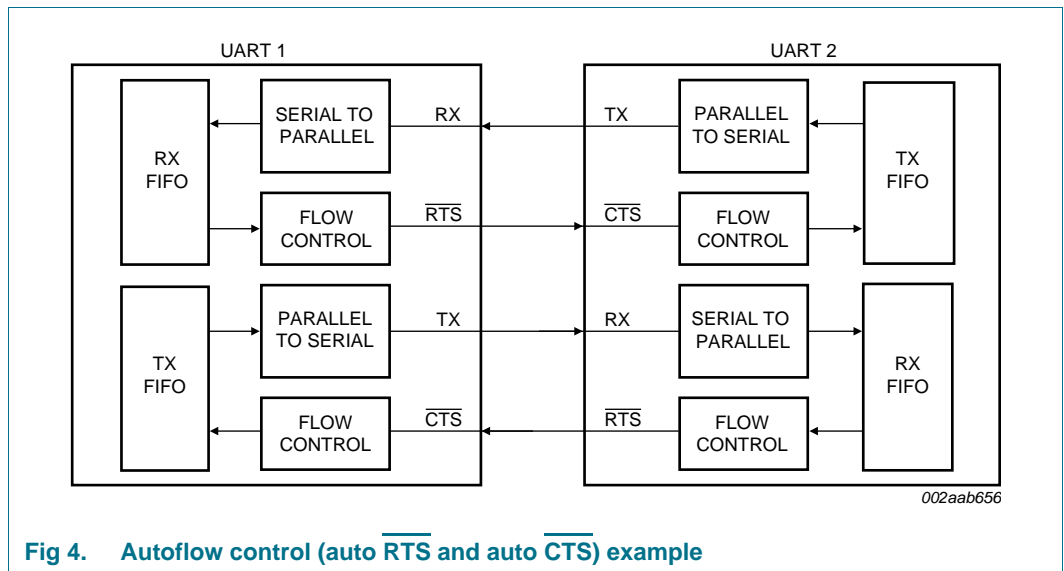 UART 1
UART 2
SERIAL TO
PARALLEL
RX
TX
PARALLEL
TO SERIAL
RX
FIFO
TX
FIFO
FLOW
CONTROL
RTS
CTS
FLOW
CONTROL
PARALLEL
TO SERIAL
TX
RX
SERIAL TO
PARALLEL
TX
FIFO
RX
FIFO
FLOW
CONTROL
CTS
RTS
FLOW
CONTROL
002aab656
Fig 4. Autoflow control (auto RTS and auto CTS) example